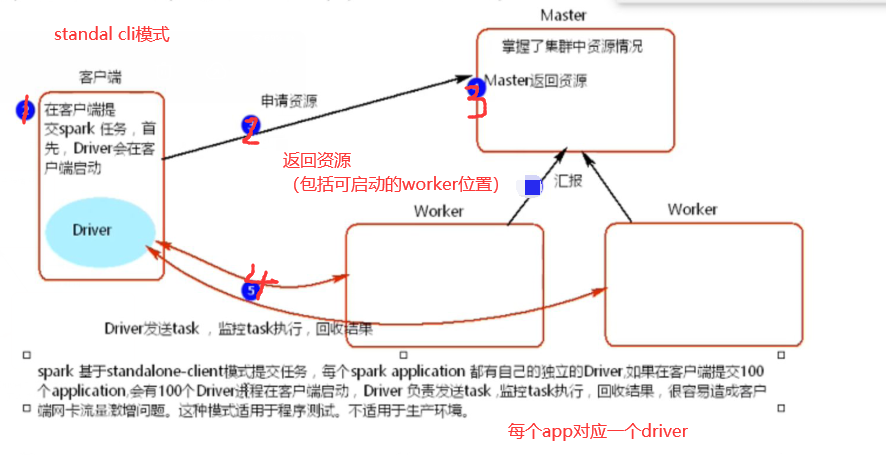 standal cli模式
Master
掌握了集群中资源情况
Master返回资源
3
客户端
1
在客户端提
交spark 任务，首
先，Driver会在客
户端启动
Driver
申请资源
2
返回资源
（包括可启动的worker位置）
汇报
Worker
Worker
4
5
Driver发送task ，监控task执行，回收结果
spark 基于standalone-client模式提交任务，每个spark application 都有自己的独立的Driver,如果在客户端提交100
个application,会有100个Driver进程在客户端启动，Driver 负责发送task ,监控task执行，回收结果，很容易造成客户
端网卡流量激增问题。这种模式适用于程序测试。不适用于生产环境。
每个app对应一个driver